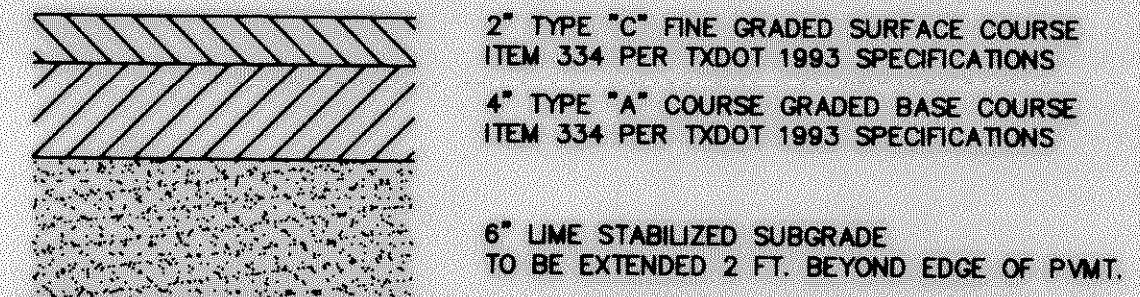 2" TYPE "C" FINE GRADED SURFACE COURSE
ITEM 334 PER TXDOT 1993 SPECIFICATIONS
4" TYPE "A" COURSE GRADED BASE COURSE
ITEM 334 PER TXDOT 1993 SPECIFICATIONS
6" LIME STABILIZED SUBGRADE
TO BE EXTENDED 2 FT. BEYOND EDGE OF PVMT.